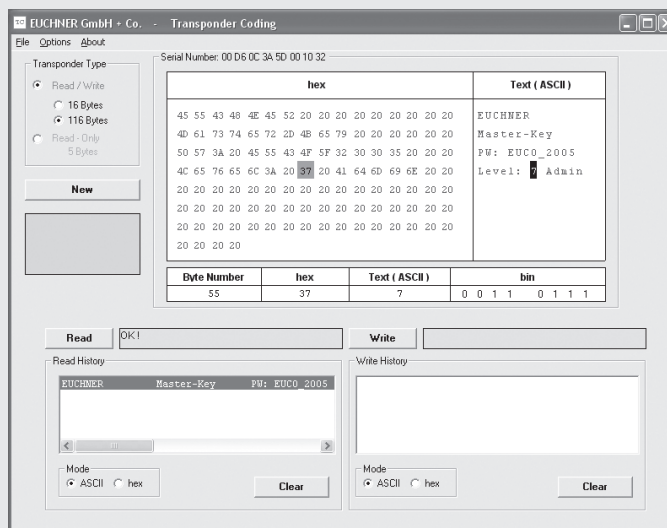 EUCHNER GmbH + Co. - Transponder Coding
File Options About
Transponder Type
Read / Write
16 Bytes
116 Bytes
Read - Only
5 Bytes
New
Serial Number: 00 D6 0C 3A 5D 00 10 32
hex
Text ( ASCII )
45 55 43 48 4E 45 52 20 20 20 20 20 20 20 20 20
4D 61 73 74 65 72 2D 4B 65 79 20 20 20 20 20 20
50 57 3A 20 45 55 43 4F 5F 32 30 30 35 20 20 20
4C 65 76 65 6C 3A 20 37 20 41 64 6D 69 6E 20 20
20 20 20 20 20 20 20 20 20 20 20 20 20 20 20 20
20 20 20 20 20 20 20 20 20 20 20 20 20 20 20 20
20 20 20 20 20 20 20 20 20 20 20 20 20 20 20 20
20 20 20 20
EUCHNER
Master-Key
PW: EUCO_2005
Level: 7 Admin
Byte Number hex Text ( ASCII ) bin
55 37 7 0 0 1 1 0 1 1 1
Read OK!
Write
Read History
EUCHNER Master-Key PW: EUCO_2005
Mode
ASCII hex
Clear
Write History
Mode
ASCII hex
Clear